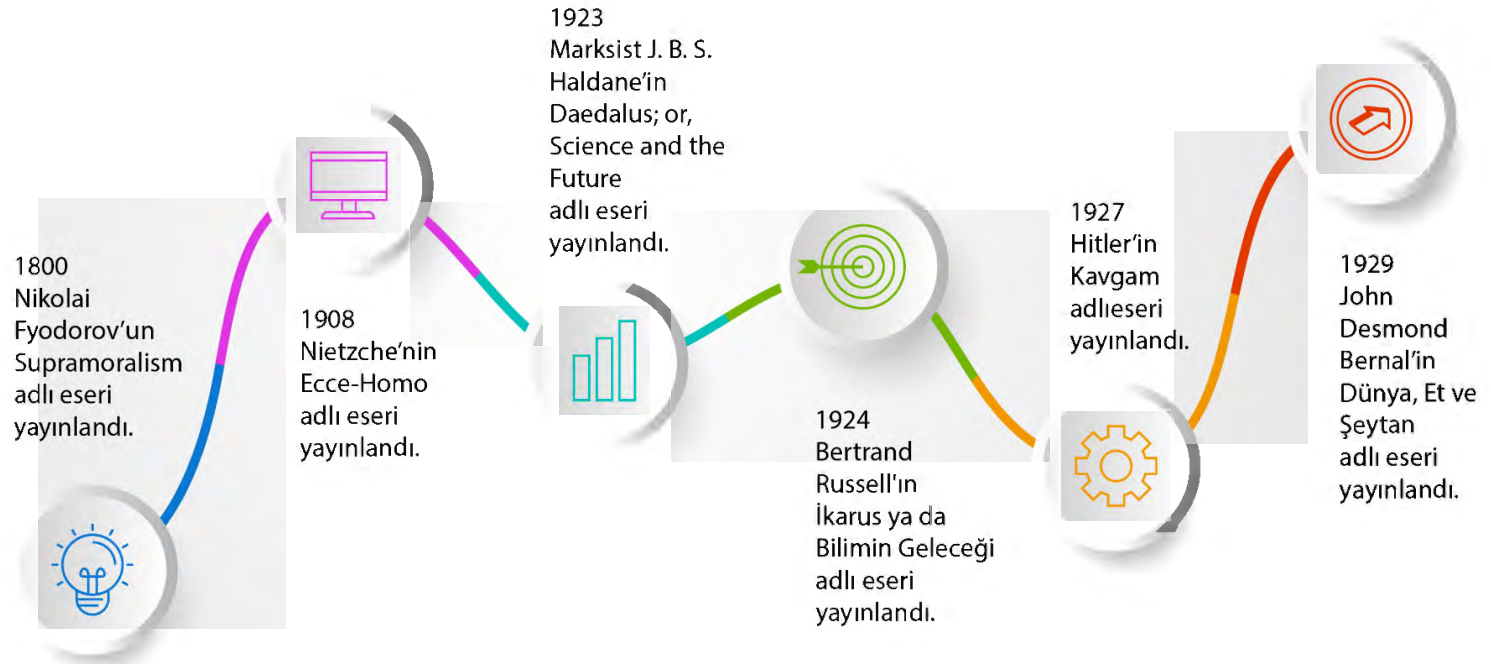 1800
Nikolai
Fyodorov’un
Supramoralism
adlı eseri
yayınlandı.
1908
Nietzche’nin
Ecce-Homo
adlı eseri
yayınlandı.
1923
Marksist J. B. S.
Haldane’in
Daedalus; or,
Science and the
Future
adlı eseri
yayınlandı.
1924
Bertrand
Russell'ın
İkarus ya da
Bilimin Geleceği
adlı eseri
yayınlandı.
1927
Hitler’in
Kavgam
adlıeseri
yayınlandı.
1929
John
Desmond
Bernal’in
Dünya, Et ve
Şeytan
adlı eseri
yayınlandı.